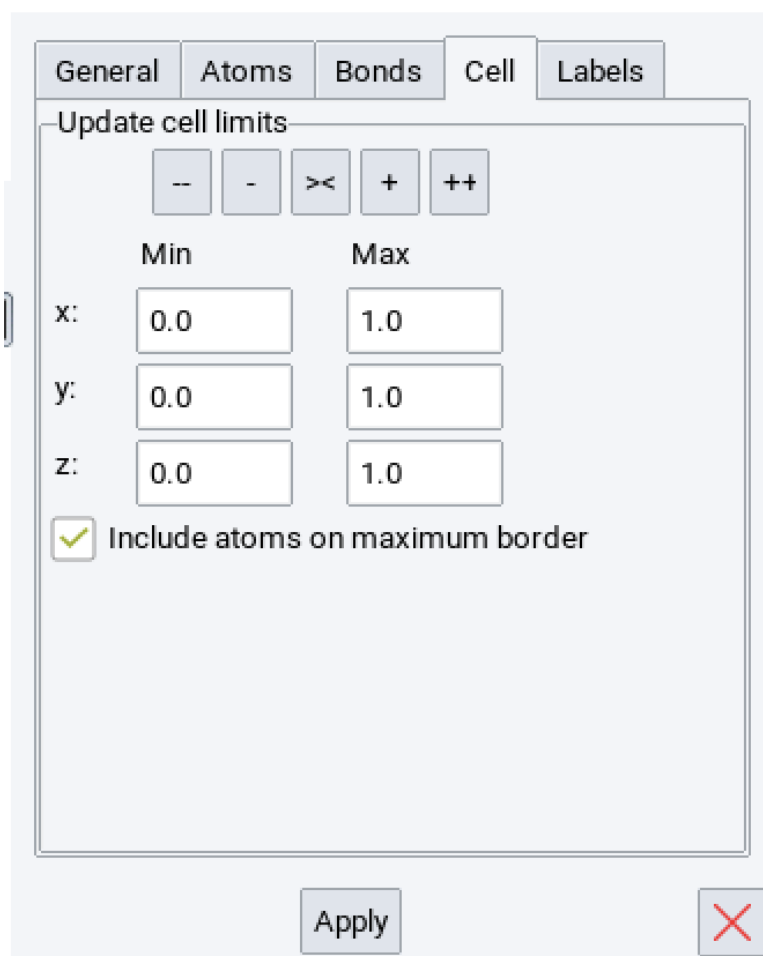 General Atoms Bonds Cell Labels
Update cell limits
-- - >< + ++
Min Max
x: 0.0 1.0
y: 0.0 1.0
z: 0.0 1.0
Include atoms on maximum border
Apply